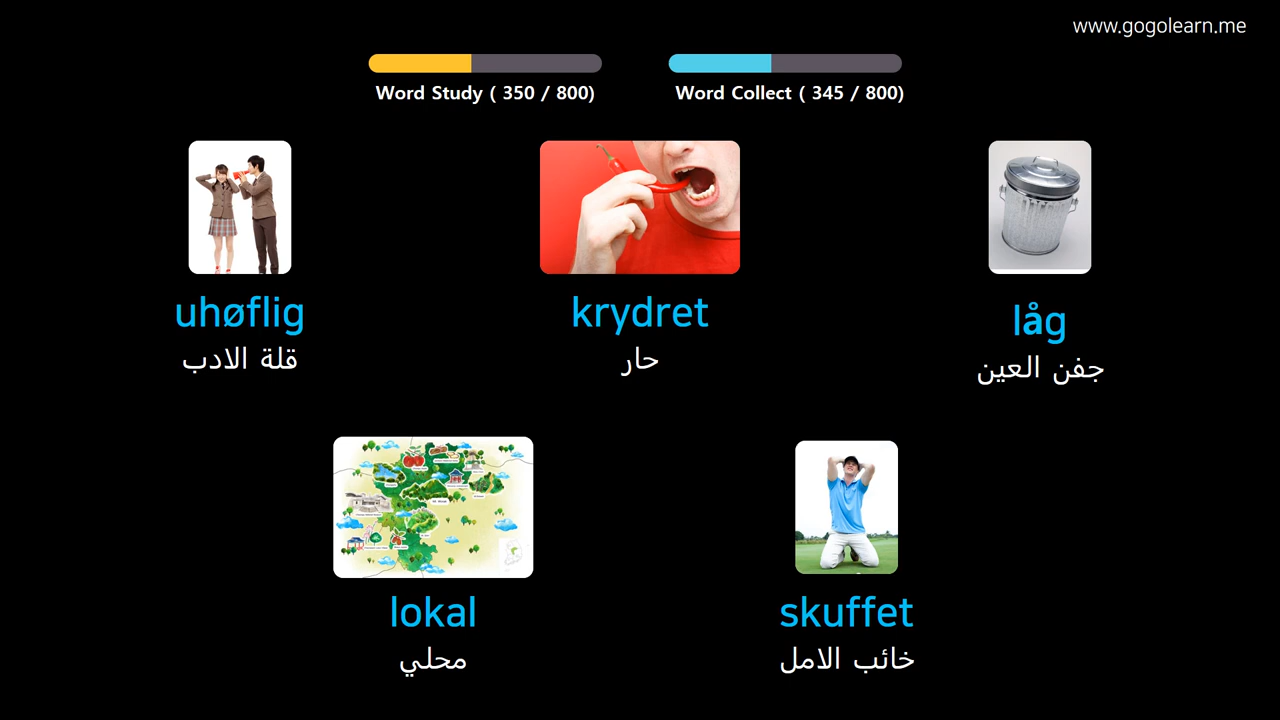 www.gogolearn.me
Word Study ( 350 / 800)
Word Collect ( 345 / 800)
uhøflig
قلة الادب
krydret
حار
låg
جفن العين
lokal
محلي
skuffet
خائب الامل